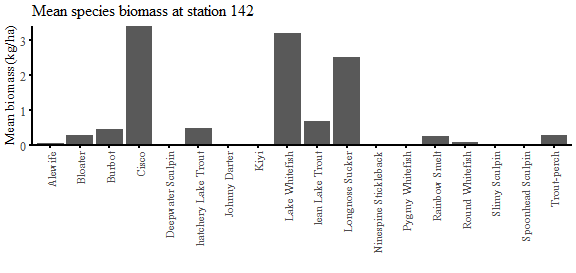 Mean species biomass at station 142
Mean biomass (kg/ha)
3
2
1
0
Alewife
Bloater
Burbot
Cisco
Deepwater Sculpin
hatchery Lake Trout
Johnny Darter
Kiyi
Lake Whitefish
lean Lake Trout
Longnose Sucker
Ninespine Stickleback
Pygmy Whitefish
Rainbow Smelt
Round Whitefish
Slimy Sculpin
Spoonhead Sculpin
Trout-perch